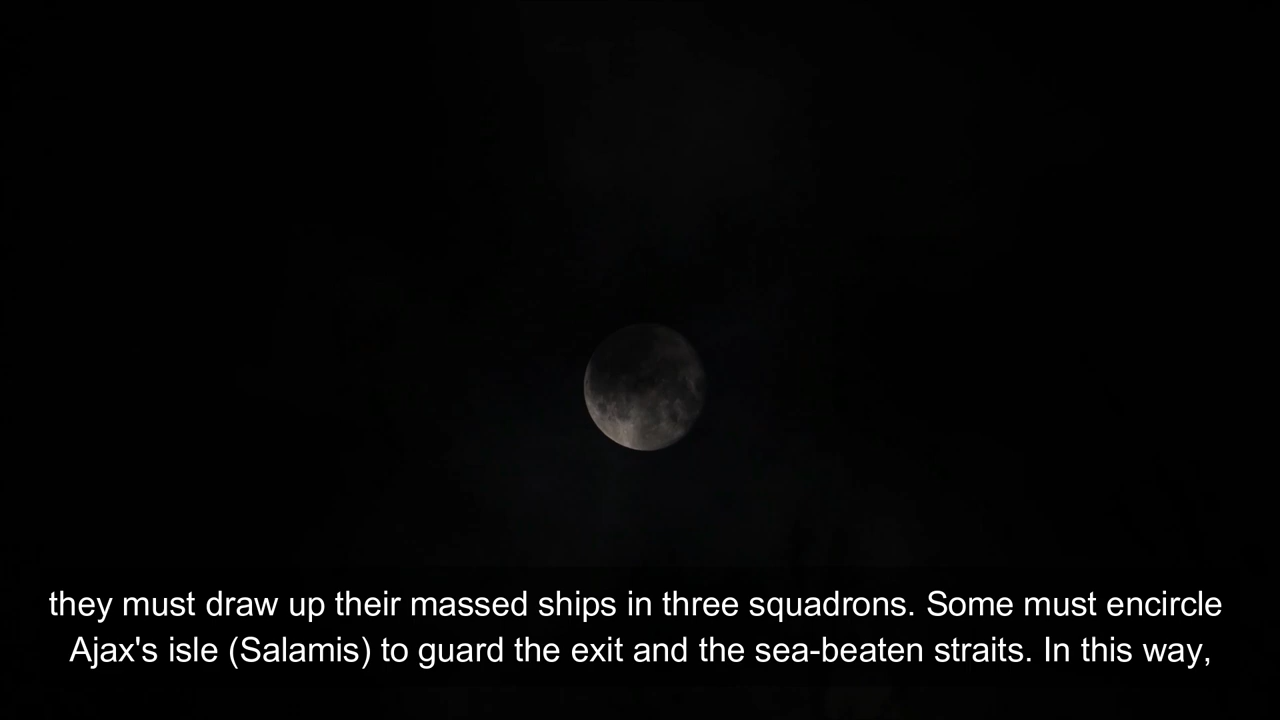 they must draw up their massed ships in three squadrons. Some must encircle
Ajax's isle (Salamis) to guard the exit and the sea-beaten straits. In this way,